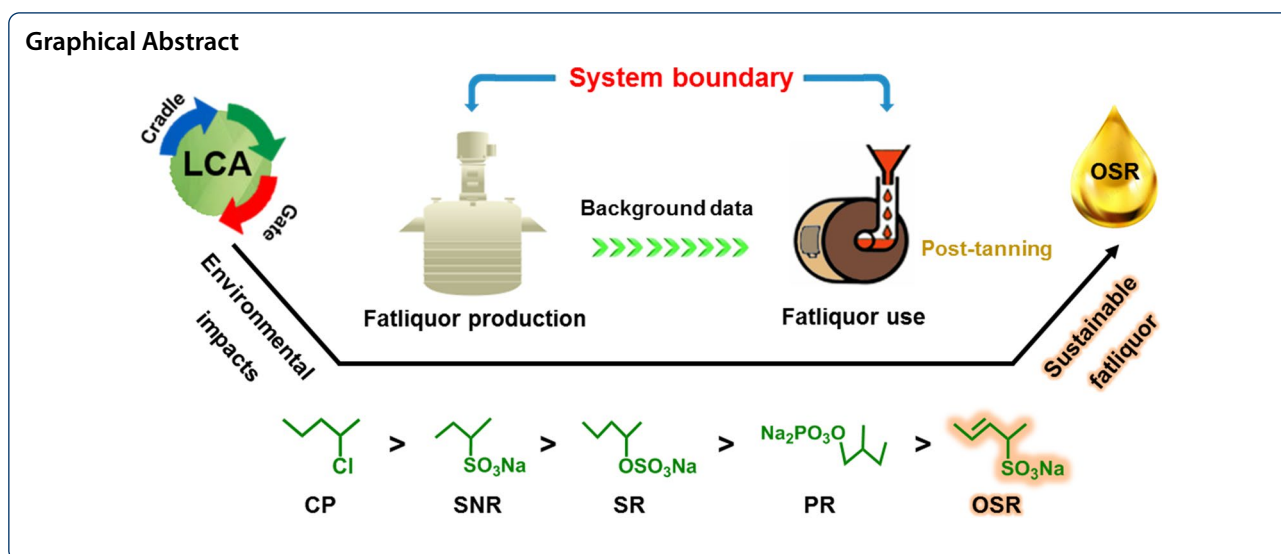 Graphical Abstract
System boundary
Cradle
LCA
Gate
Background data
Post-tanning
OSR
Fatliquor production
Fatliquor use
Environmental
impacts
Sustainable
fatliquor
Cl
CP
>
SO₃Na
SNR
>
OSO₃Na
SR
>
Na₂PO₃O
PR
>
SO₃Na
OSR